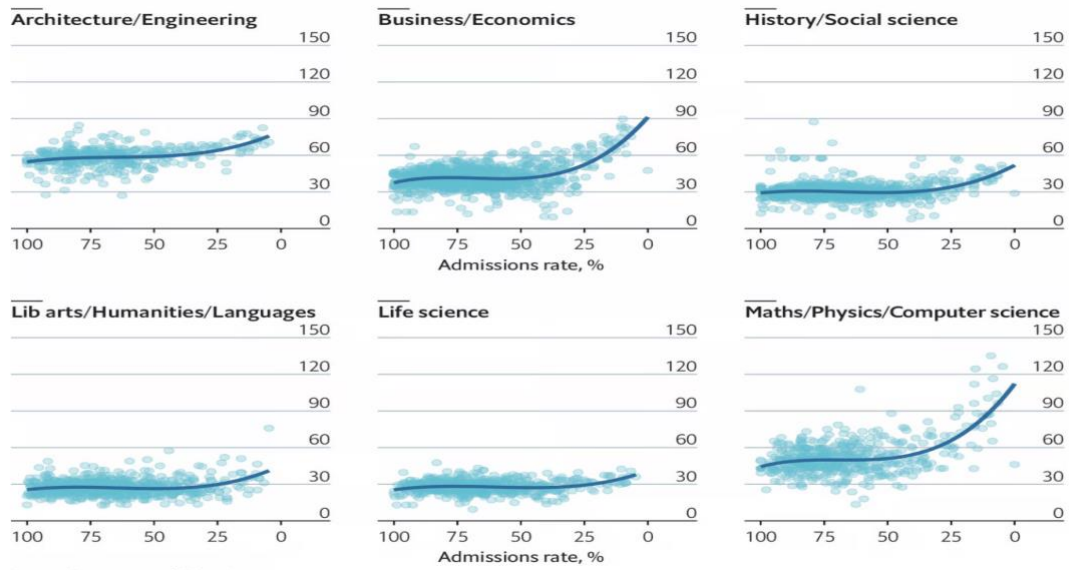 Architecture/Engineering
150
120
90
60
30
0
100 75 50 25 0
Business/Economics
150
120
90
60
30
0
100 75 50 25 0
Admissions rate, %
History/Social science
150
120
90
60
30
0
100 75 50 25 0
Lib arts/Humanities/Languages
150
120
90
60
30
0
100 75 50 25 0
Life science
150
120
90
60
30
0
100 75 50 25 0
Admissions rate, %
Maths/Physics/Computer science
150
120
90
60
30
0
100 75 50 25 0